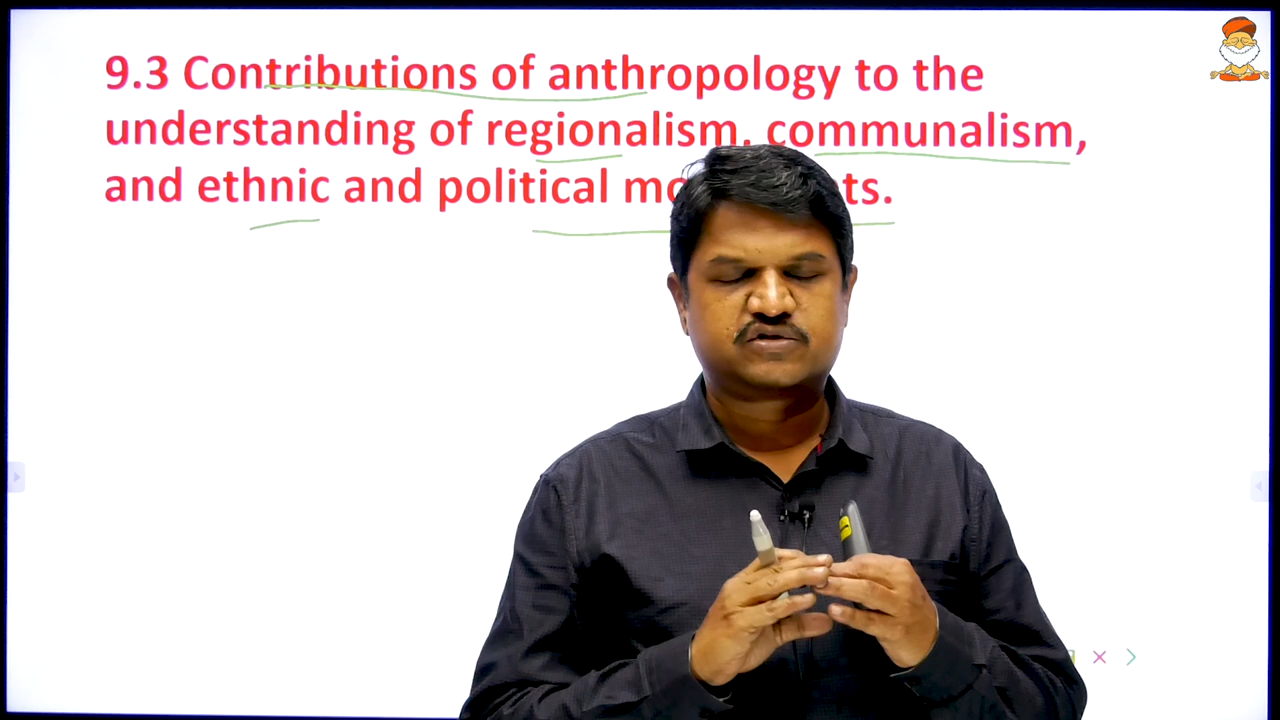 9.3 Contributions of anthropology to the
understanding of regionalism, communalism,
and ethnic and political